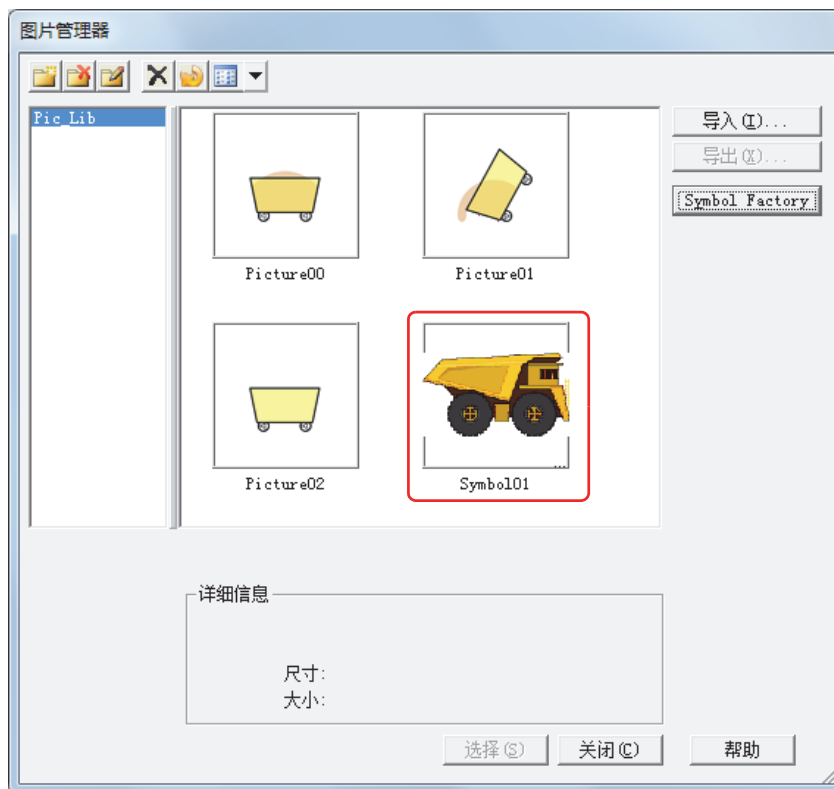 图片管理器
Pic_Lib
导入(I)...
导出(X)...
Symbol Factory
Picture00
Picture01
Picture02
Symbol01
...
详细信息
尺寸:
大小:
选择(S)
关闭(C)
帮助